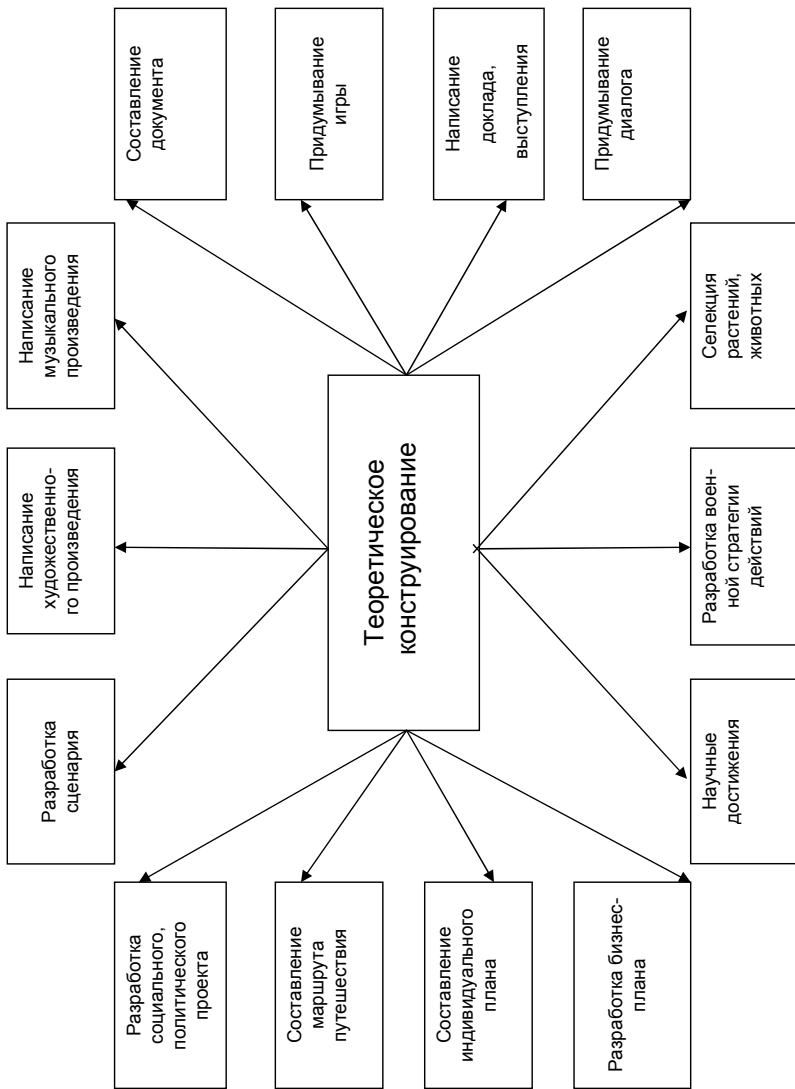 Разработка
сценария
Написание
художественно-
го произведения
Написание
музыкального
произведения
Разработка
социального,
политического
проекта
Составление
документа
Составление
маршрута
путешествия
Теоретическое
конструирование
Придумывание
игры
Составление
индивидуального
плана
Написание
доклада,
выступления
Разработка бизнес-
плана
Придумывание
диалога
Научные
достижения
Разработка воен-
ной стратегии
действий
Селекция
растений,
животных